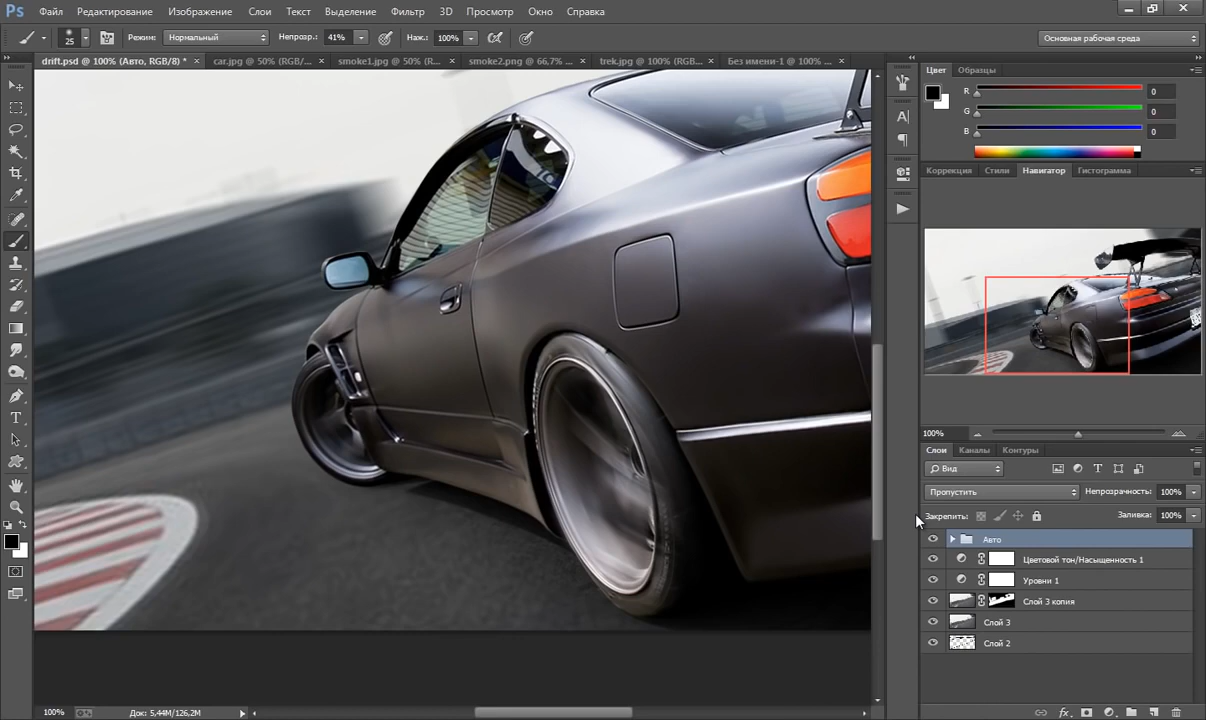 Ps Файл Редактирование Изображение Слои Текст Выделение Фильтр 3D Просмотр Окно Справка
25 Режим: Нормальный Непрозр.: 41% Наж.: 100% Основная рабочая среда
drift.psd @ 100% (Авто, RGB/8) * × car.jpg @ 50% (RGB/... × smoke1.jpg @ 50% (R... × smoke2.png @ 66,7% ... × trek.jpg @ 100% (RGB... × Без имени-1 @ 100% ... ×
Цвет Образцы
R 0
G 0
B 0
Коррекция Стили Навигатор Гистограмма
100%
Слои Каналы Контуры
Вид
Пропустить Непрозрачность: 100%
Закрепить: Заливка: 100%
Авто
Цветовой тон/Насыщенность 1
Уровни 1
Слой 3 копия
Слой 3
Слой 2
100% Док: 5,44M/126,2M
fx